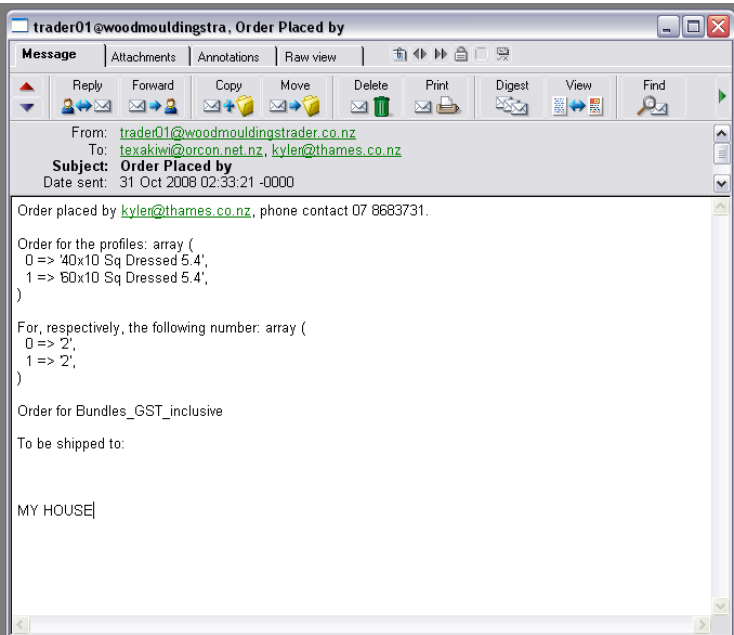 trader01@woodmouldingstra, Order Placed by
Message Attachments Annotations Raw view
Reply Forward Copy Move Delete Print Digest View Find
From: trader01@woodmouldingstrader.co.nz
To: texakiwi@orcon.net.nz, kyler@thames.co.nz
Subject: Order Placed by
Date sent: 31 Oct 2008 02:33:21 -0000
Order placed by kyler@thames.co.nz, phone contact 07 8683731.
Order for the profiles: array (
0 => '40x10 Sq Dressed 5.4',
1 => '60x10 Sq Dressed 5.4',
)
For, respectively, the following number: array (
0 => '2',
1 => '2',
)
Order for Bundles_GST_inclusive
To be shipped to:
MY HOUSE